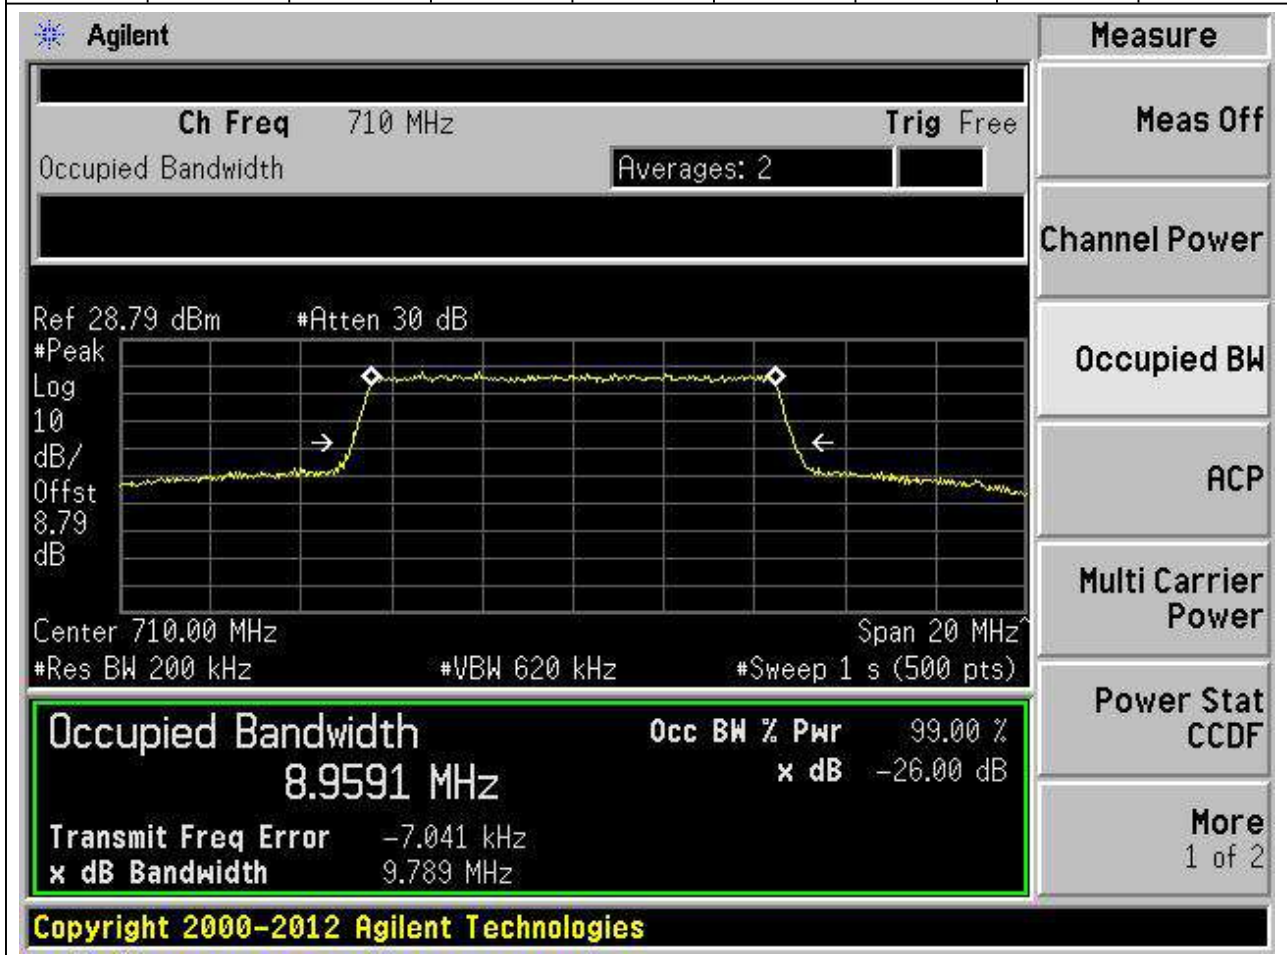 Agilent
Measure
Ch Freq 710 MHz Trig Free
Occupied Bandwidth Averages: 2
Meas Off
Channel Power
Occupied BW
ACP
Multi Carrier
Power
Power Stat
CCDF
More
1 of 2
Ref 28.79 dBm #Atten 30 dB
#Peak
Log
10
dB/
Offst
8.79
dB
Center 710.00 MHz Span 20 MHz^
#Res BW 200 kHz #VBW 620 kHz #Sweep 1 s (500 pts)
Occupied Bandwidth Occ BW % Pwr 99.00 %
8.9591 MHz x dB -26.00 dB
Transmit Freq Error -7.041 kHz
x dB Bandwidth 9.789 MHz
Copyright 2000-2012 Agilent Technologies